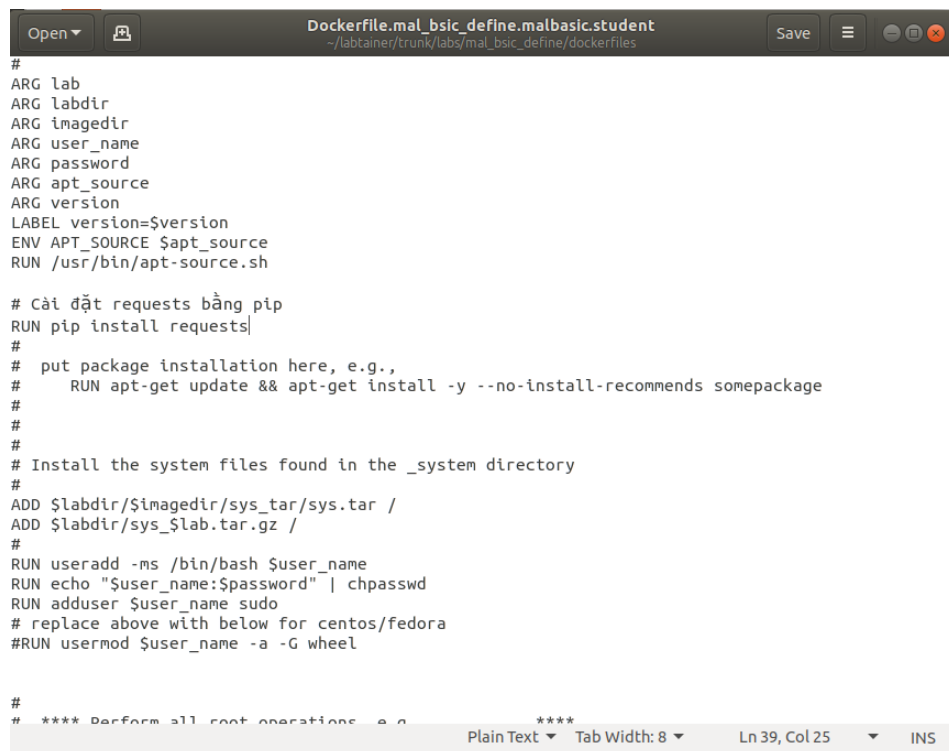 Open
Dockerfile.mal_bsic_define.malbasic.student
~/labtainer/trunk/labs/mal_bsic_define/dockerfiles
Save
#
ARG lab
ARG labdir
ARG imagedir
ARG user_name
ARG password
ARG apt_source
ARG version
LABEL version=$version
ENV APT_SOURCE $apt_source
RUN /usr/bin/apt-source.sh

# Cài đặt requests bằng pip
RUN pip install requests
#
#  put package installation here, e.g.,
#     RUN apt-get update && apt-get install -y --no-install-recommends somepackage
#
#
#
# Install the system files found in the _system directory
#
ADD $labdir/$imagedir/sys_tar/sys.tar /
ADD $labdir/sys_$lab.tar.gz /
#
RUN useradd -ms /bin/bash $user_name
RUN echo "$user_name:$password" | chpasswd
RUN adduser $user_name sudo
# replace above with below for centos/fedora
#RUN usermod $user_name -a -G wheel

#
#  **** Perform all root operations, e.g.,           ****
Plain Text Tab Width: 8 Ln 39, Col 25 INS